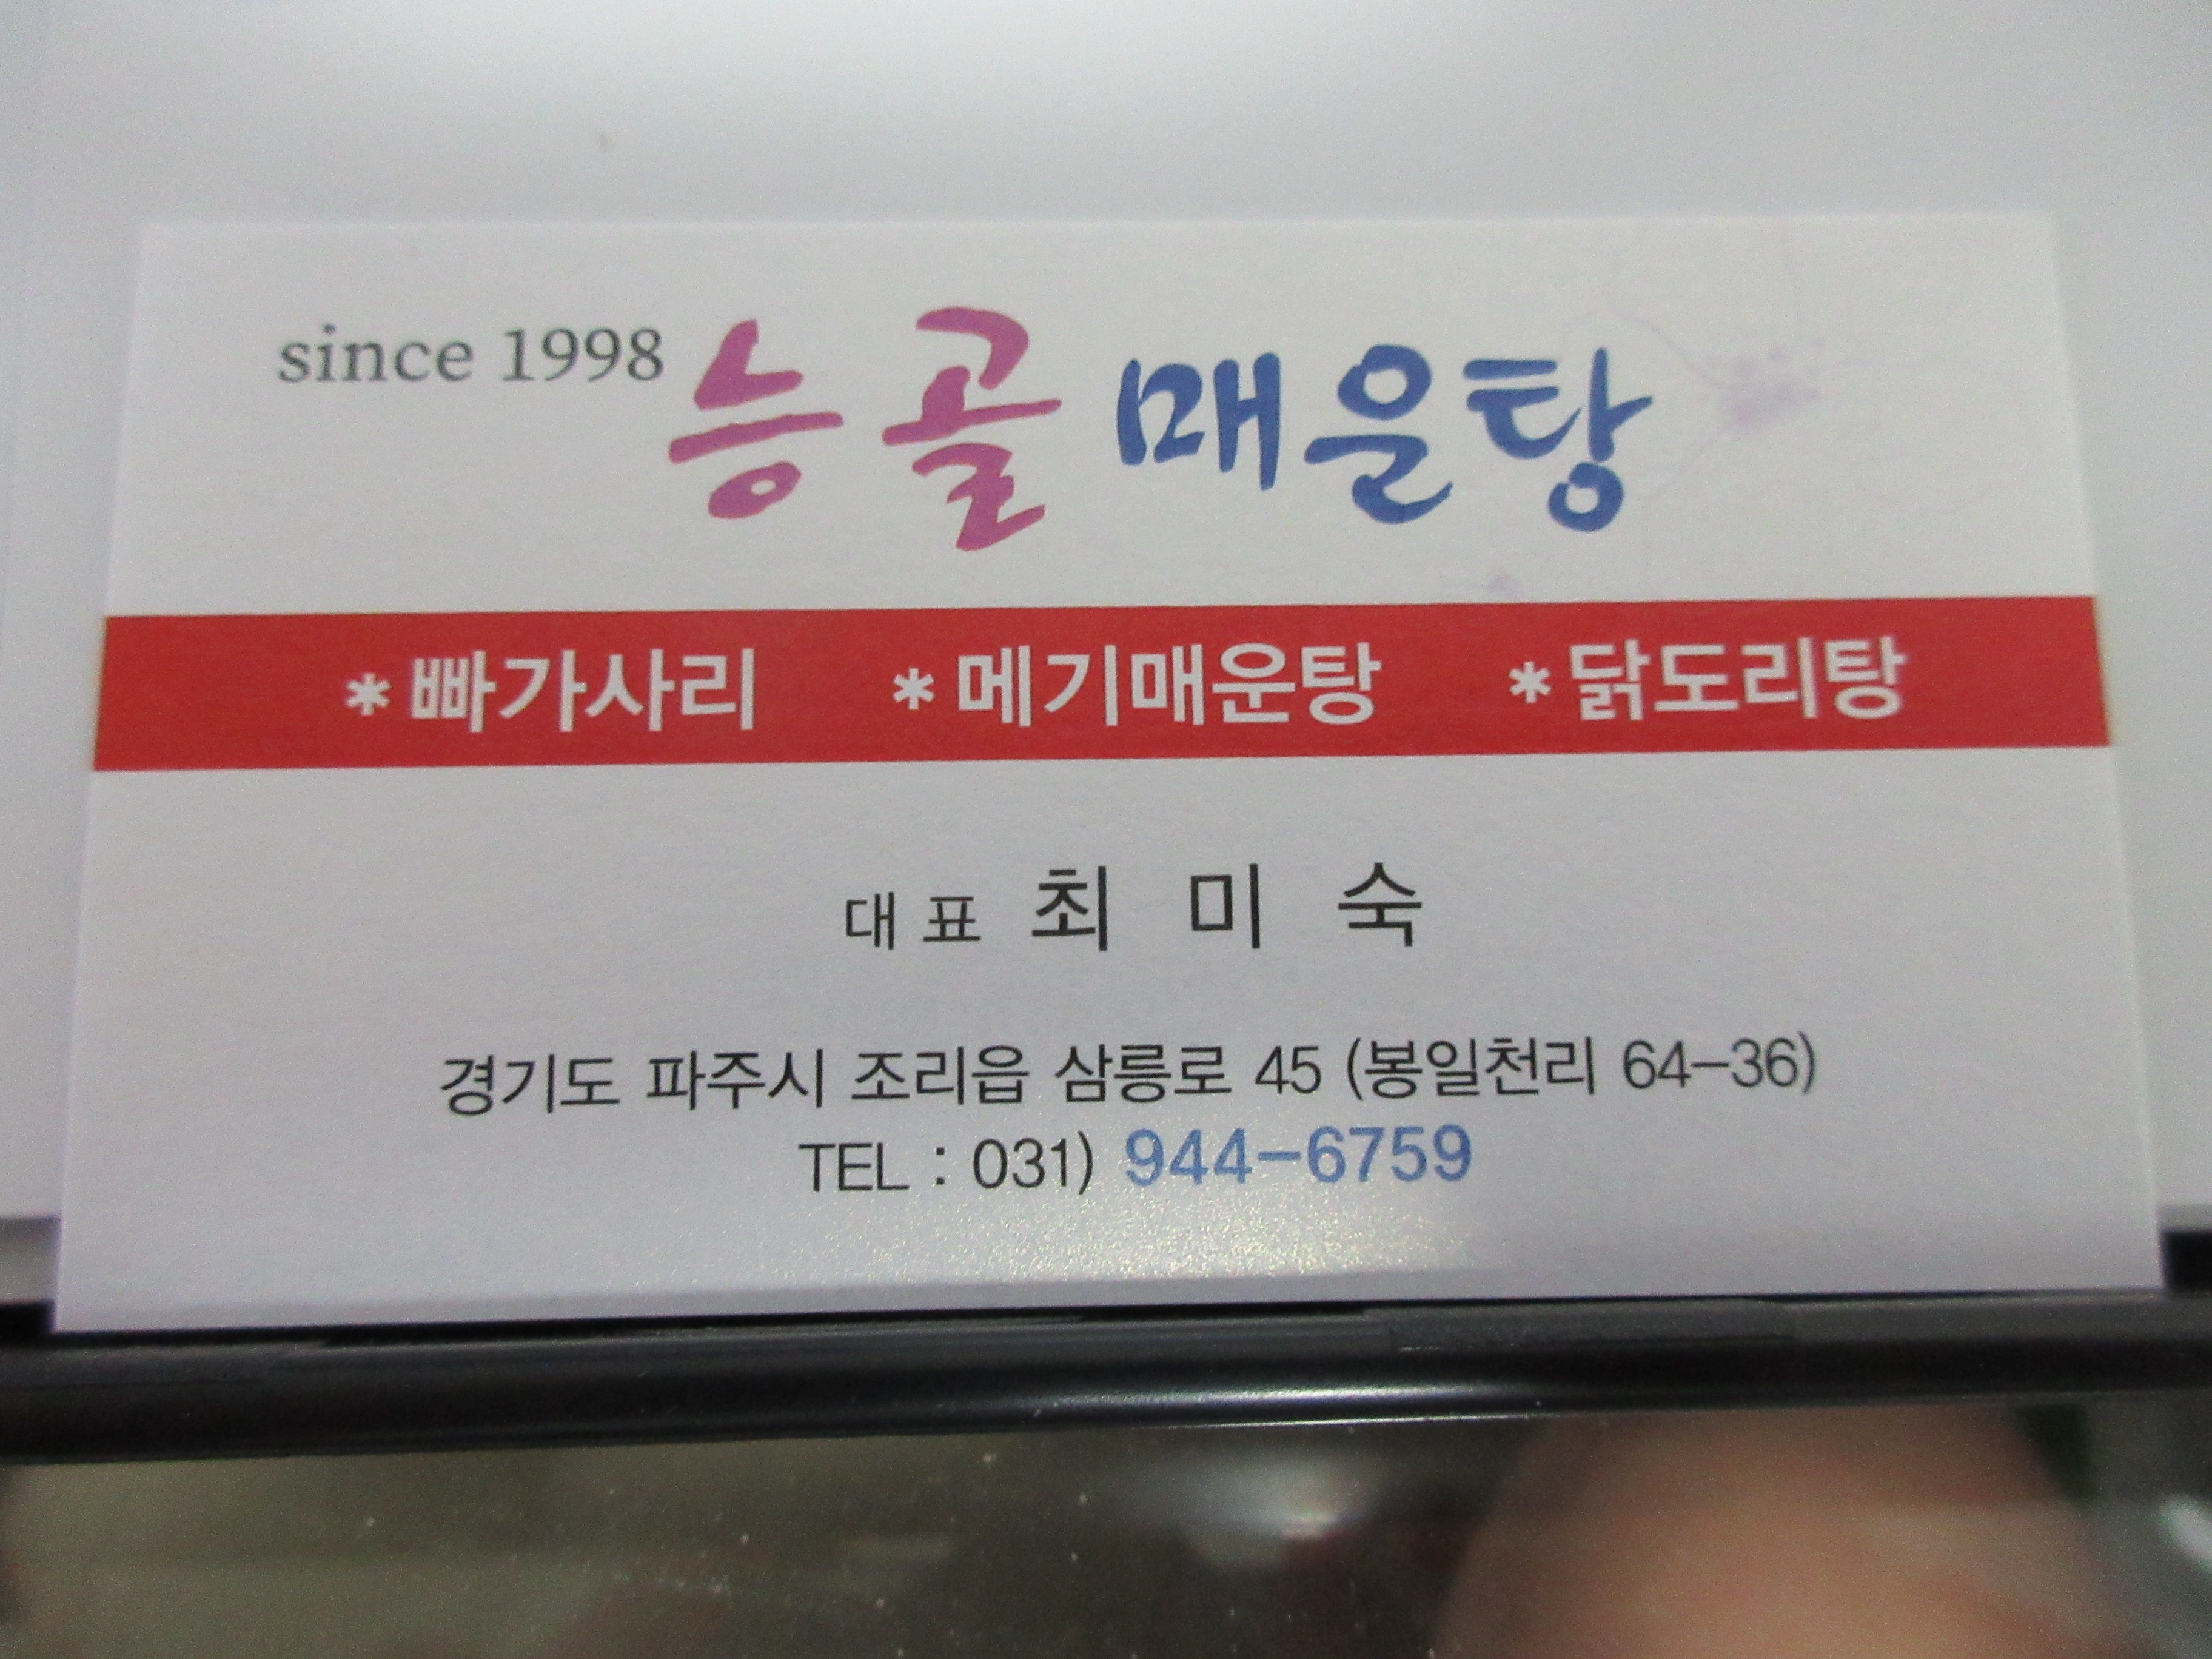 since 1998 능골 매운탕
*빠가사리 *메기매운탕 *닭도리탕
대표 최미숙
경기도 파주시 조리읍 삼릉로 45 (봉일천리 64-36)
TEL : 031) 944-6759